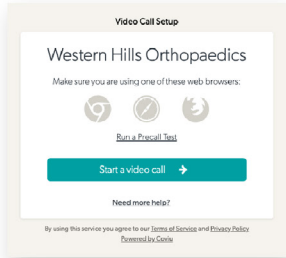 Video Call Setup
Western Hills Orthopaedics
Make sure you are using one of these web browsers:
Run a Precall Test
Start a video call
Need more help?
By using this service you agree to our Terms of Service and Privacy Policy
Powered by Coviu